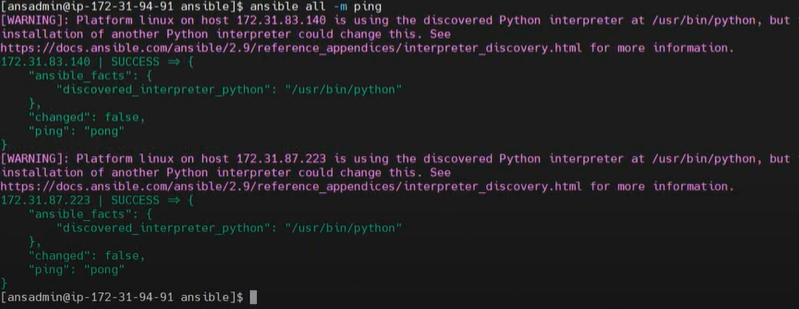 [ansadmin@ip-172-31-94-91 ansible]$ ansible all -m ping
[WARNING]: Platform linux on host 172.31.83.140 is using the discovered Python interpreter at /usr/bin/python, but
installation of another Python interpreter could change this. See
https://docs.ansible.com/ansible/2.9/reference_appendices/interpreter_discovery.html for more information.
172.31.83.140 | SUCCESS => {
    "ansible_facts": {
        "discovered_interpreter_python": "/usr/bin/python"
    },
    "changed": false,
    "ping": "pong"
}
[WARNING]: Platform linux on host 172.31.87.223 is using the discovered Python interpreter at /usr/bin/python, but
installation of another Python interpreter could change this. See
https://docs.ansible.com/ansible/2.9/reference_appendices/interpreter_discovery.html for more information.
172.31.87.223 | SUCCESS => {
    "ansible_facts": {
        "discovered_interpreter_python": "/usr/bin/python"
    },
    "changed": false,
    "ping": "pong"
}
[ansadmin@ip-172-31-94-91 ansible]$